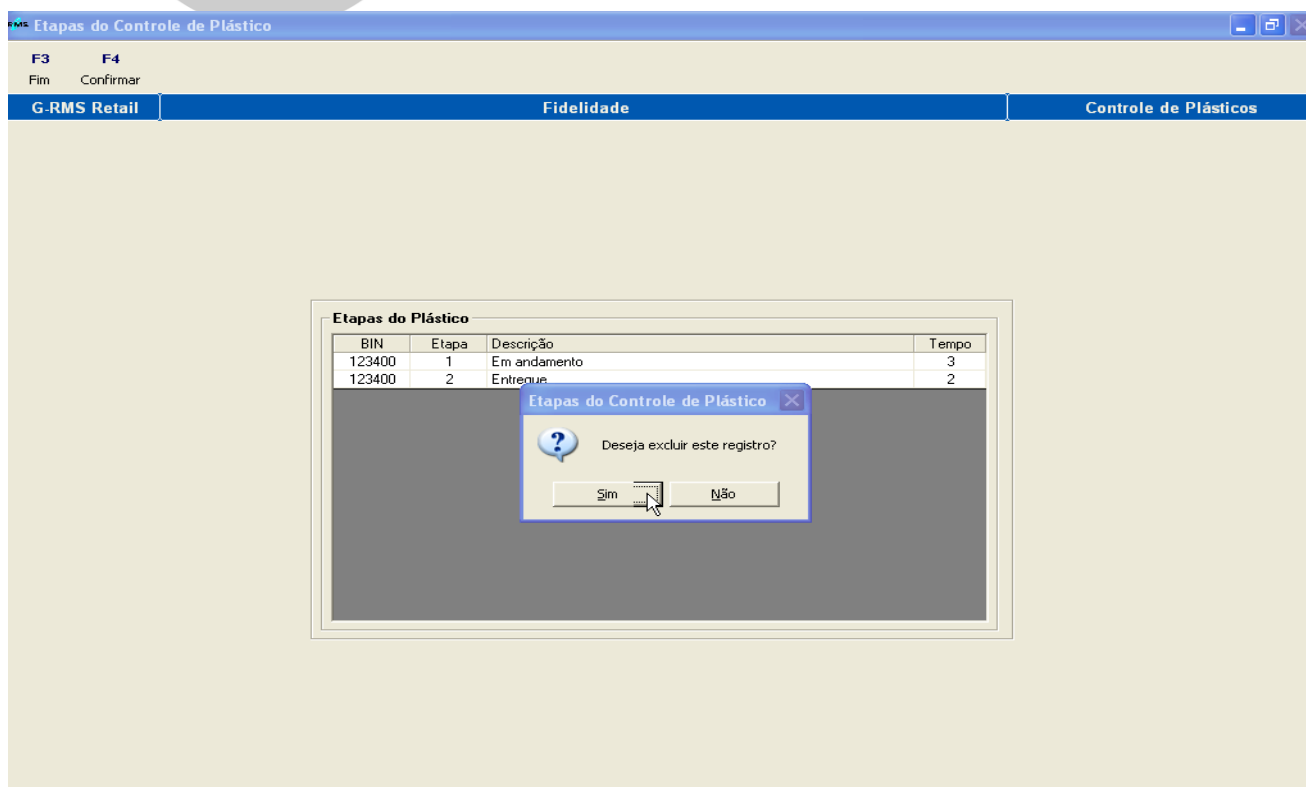 RMS Etapas do Controle de Plástico
F3 F4
Fim Confirmar
G-RMS Retail Fidelidade Controle de Plásticos
Etapas do Plástico
BIN Etapa Descrição Tempo
123400 1 Em andamento 3
123400 2 Entregue 2
Etapas do Controle de Plástico
Deseja excluir este registro?
Sim Não